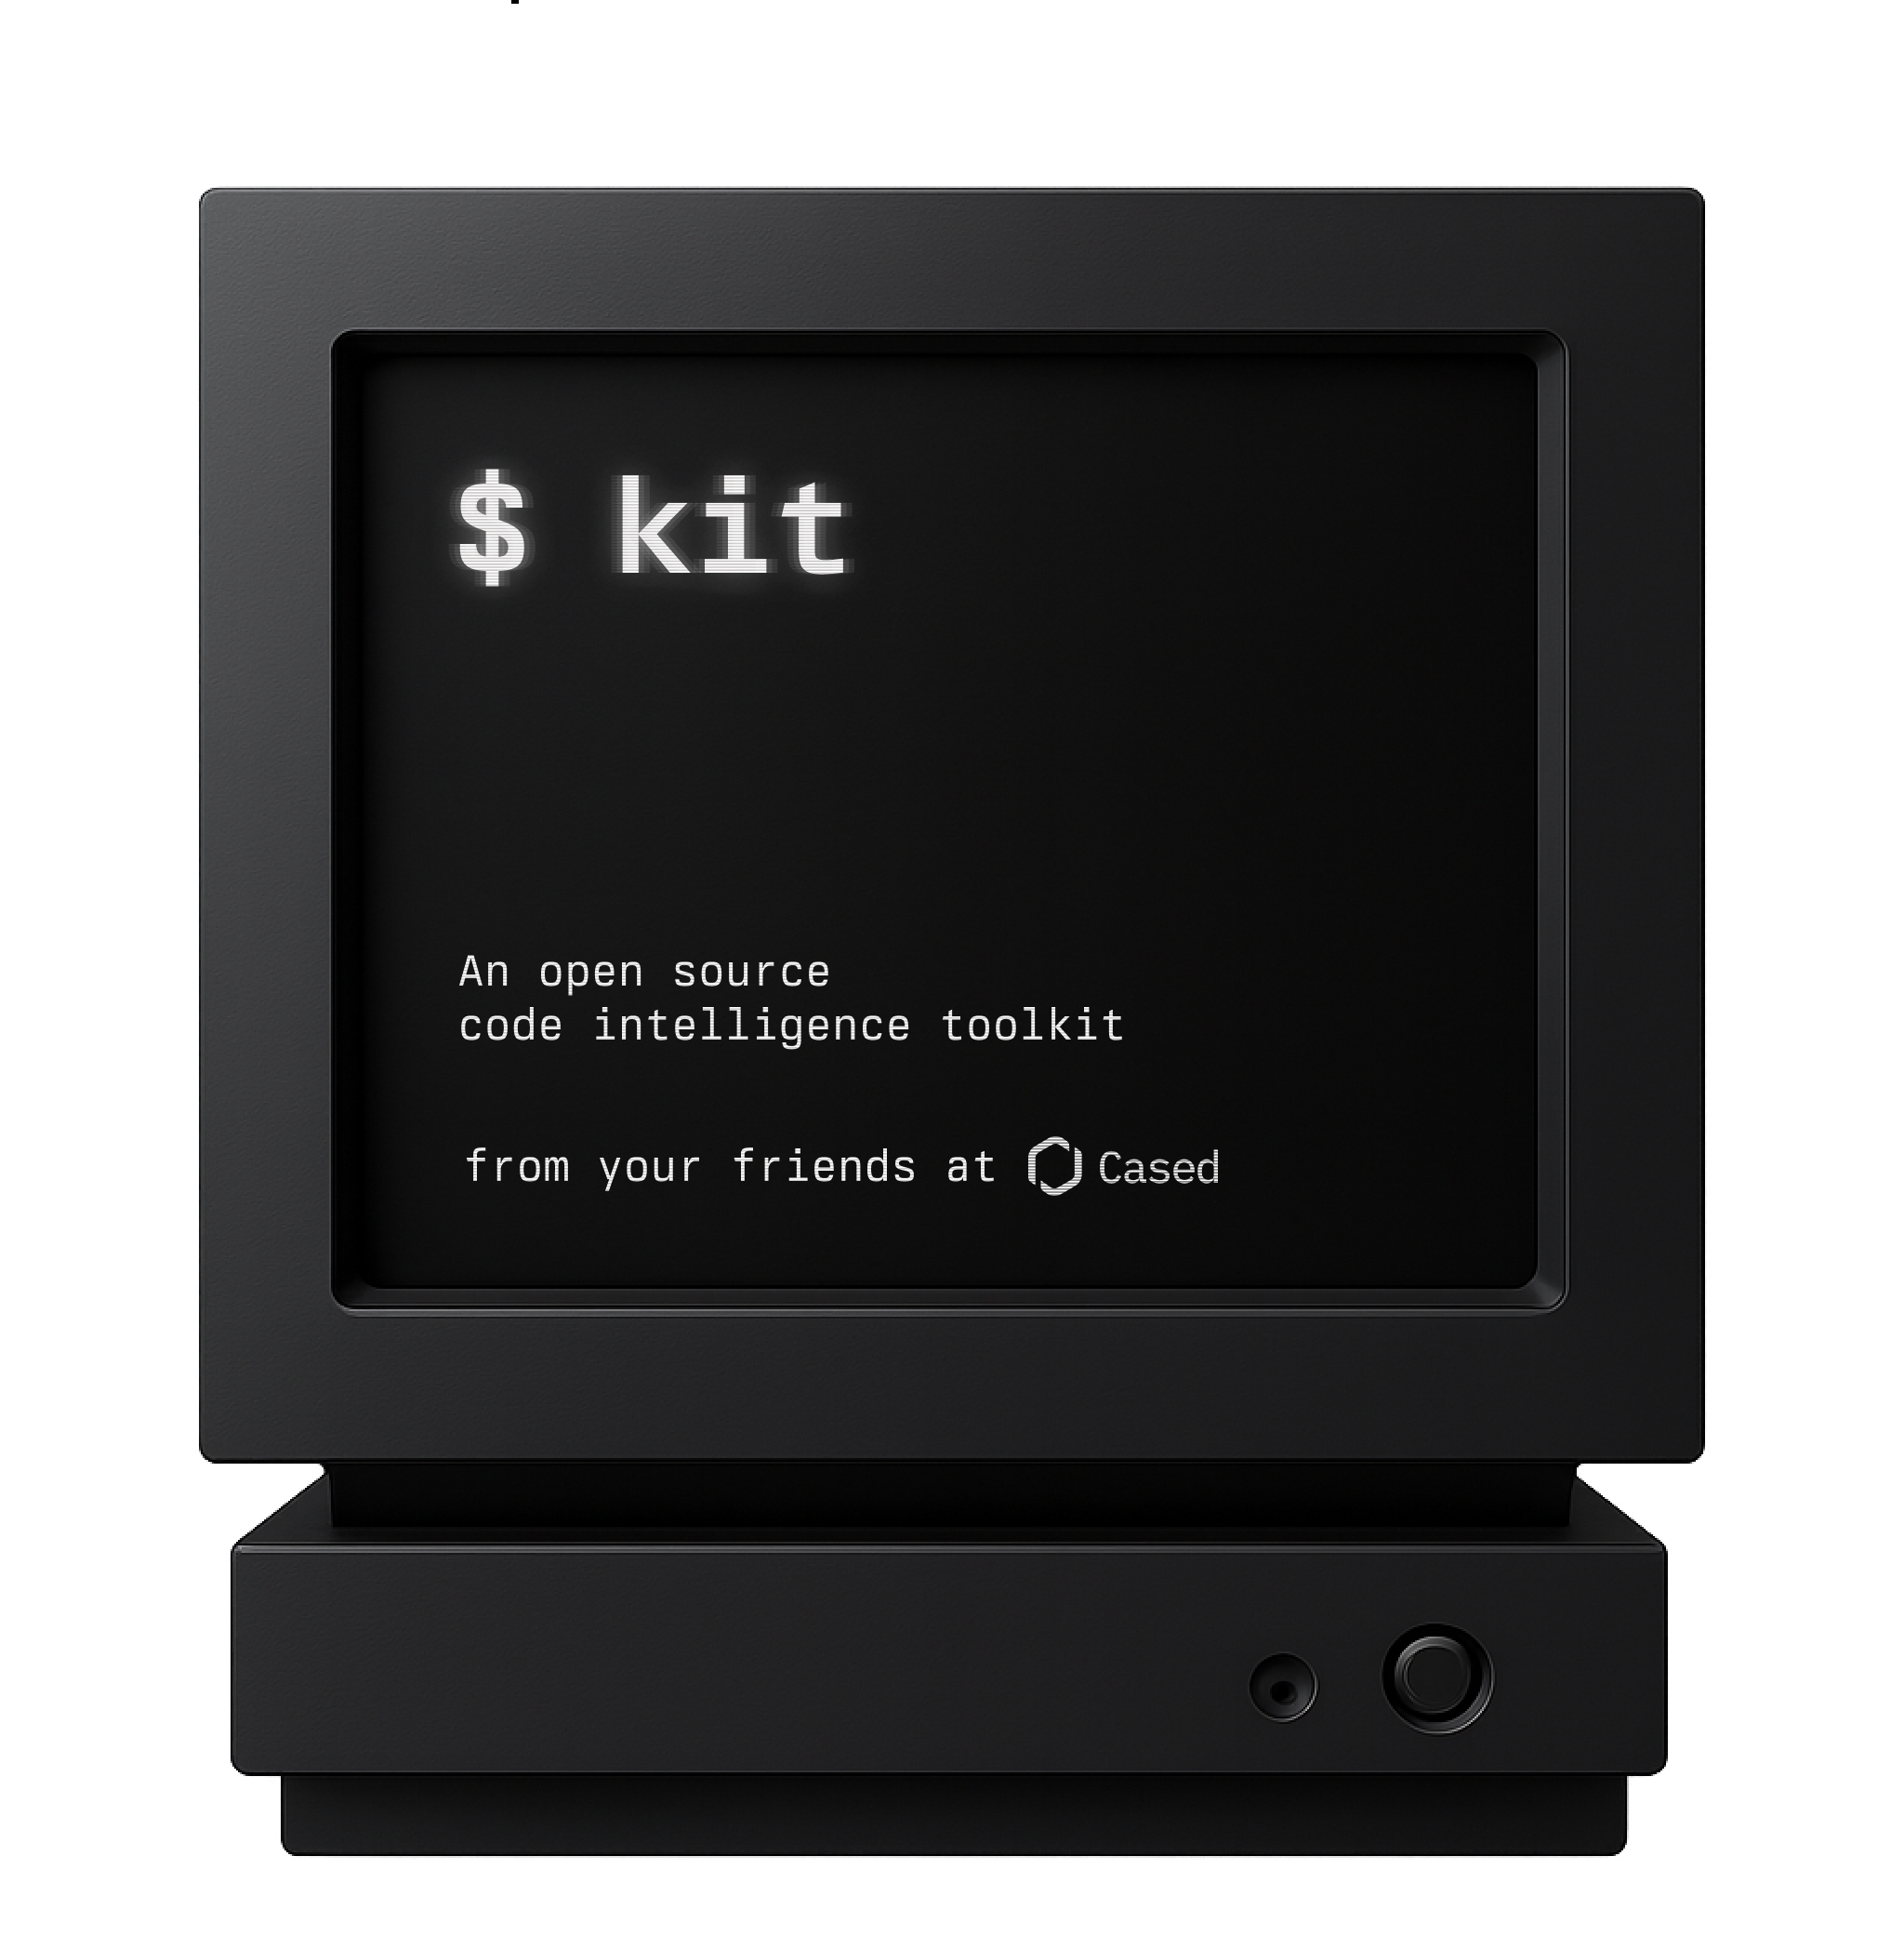 $ kit
An open source
code intelligence toolkit
from your friends at Cased